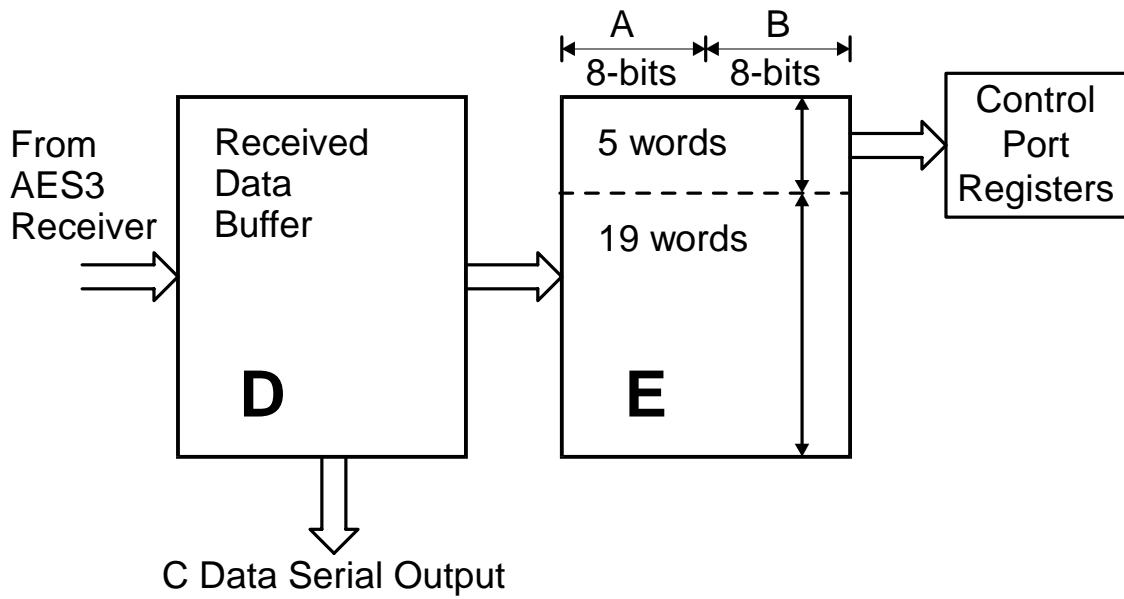 A
B
8-bits
8-bits
From
AES3
Receiver
Received
Data
Buffer
D
5 words
19 words
E
Control
Port
Registers
C Data Serial Output